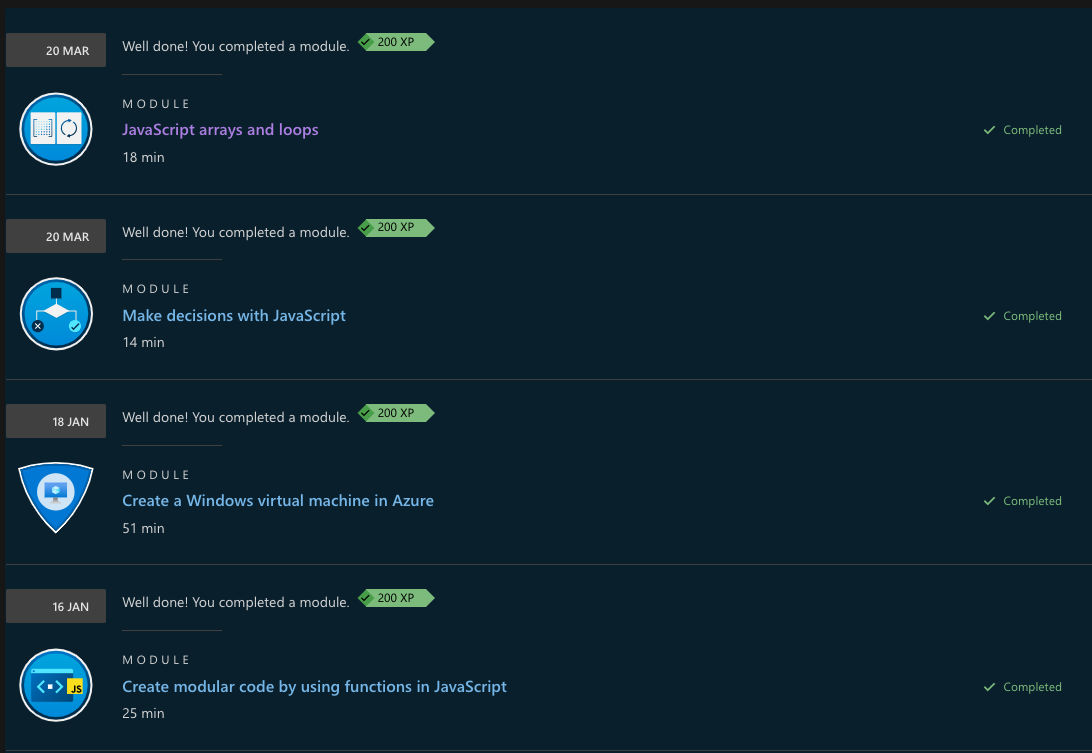 20 MAR
Well done! You completed a module. 200 XP
MODULE
JavaScript arrays and loops
18 min
Completed
20 MAR
Well done! You completed a module. 200 XP
MODULE
Make decisions with JavaScript
14 min
Completed
18 JAN
Well done! You completed a module. 200 XP
MODULE
Create a Windows virtual machine in Azure
51 min
Completed
16 JAN
Well done! You completed a module. 200 XP
MODULE
JS
Create modular code by using functions in JavaScript
25 min
Completed